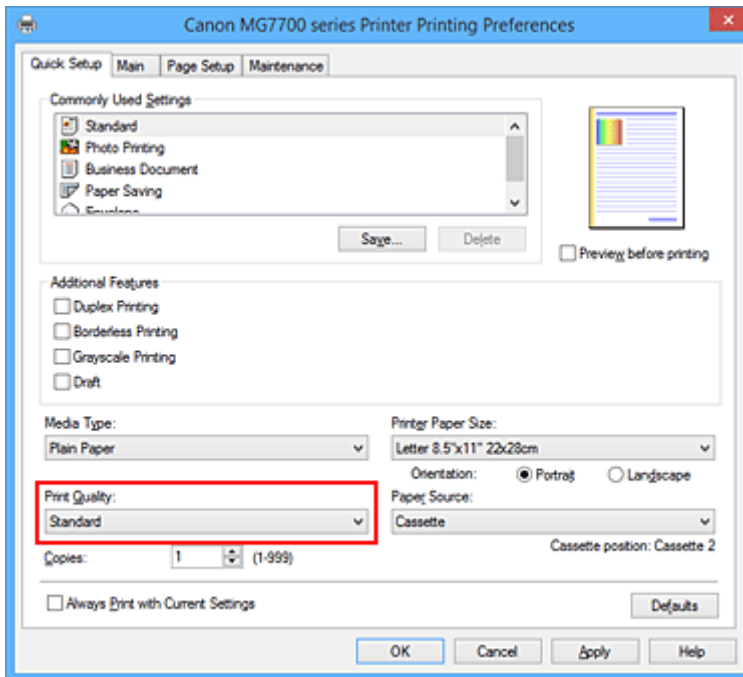 Canon MG7700 series Printer Printing Preferences
Quick Setup Main Page Setup Maintenance
Commonly Used Settings
Standard
Photo Printing
Business Document
Paper Saving
Envelope
Save... Delete
Preview before printing
Additional Features
Duplex Printing
Borderless Printing
Grayscale Printing
Draft
Media Type: Printer Paper Size:
Plain Paper Letter 8.5"x11" 22x28cm
Orientation: Portrait Landscape
Print Quality: Paper Source:
Standard Cassette
Cassette position: Cassette 2
Copies: 1 (1-999)
Always Print with Current Settings Defaults
OK Cancel Apply Help